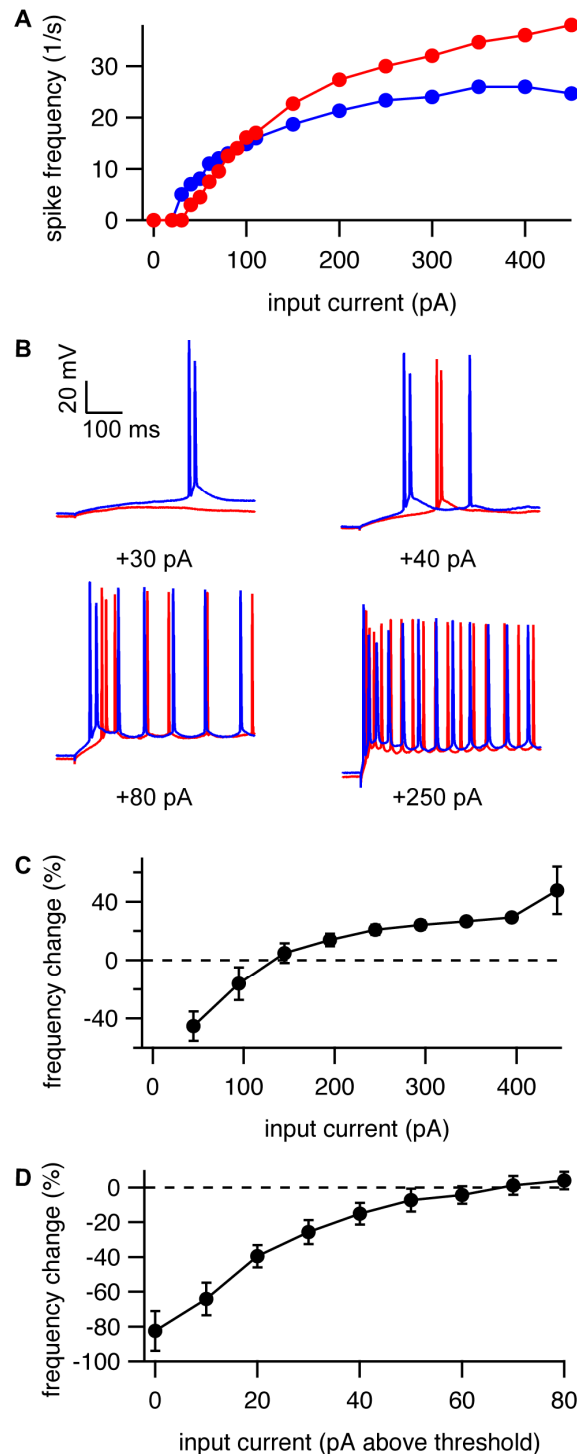 A
spike frequency (1/s)
30
20
10
0
0 100 200 300 400
input current (pA)
B
20 mV
100 ms
+30 pA +40 pA
+80 pA +250 pA
C
frequency change (%)
40
0
-40
0 100 200 300 400
input current (pA)
D
frequency change (%)
0
-20
-40
-60
-80
-100
0 20 40 60 80
input current (pA above threshold)